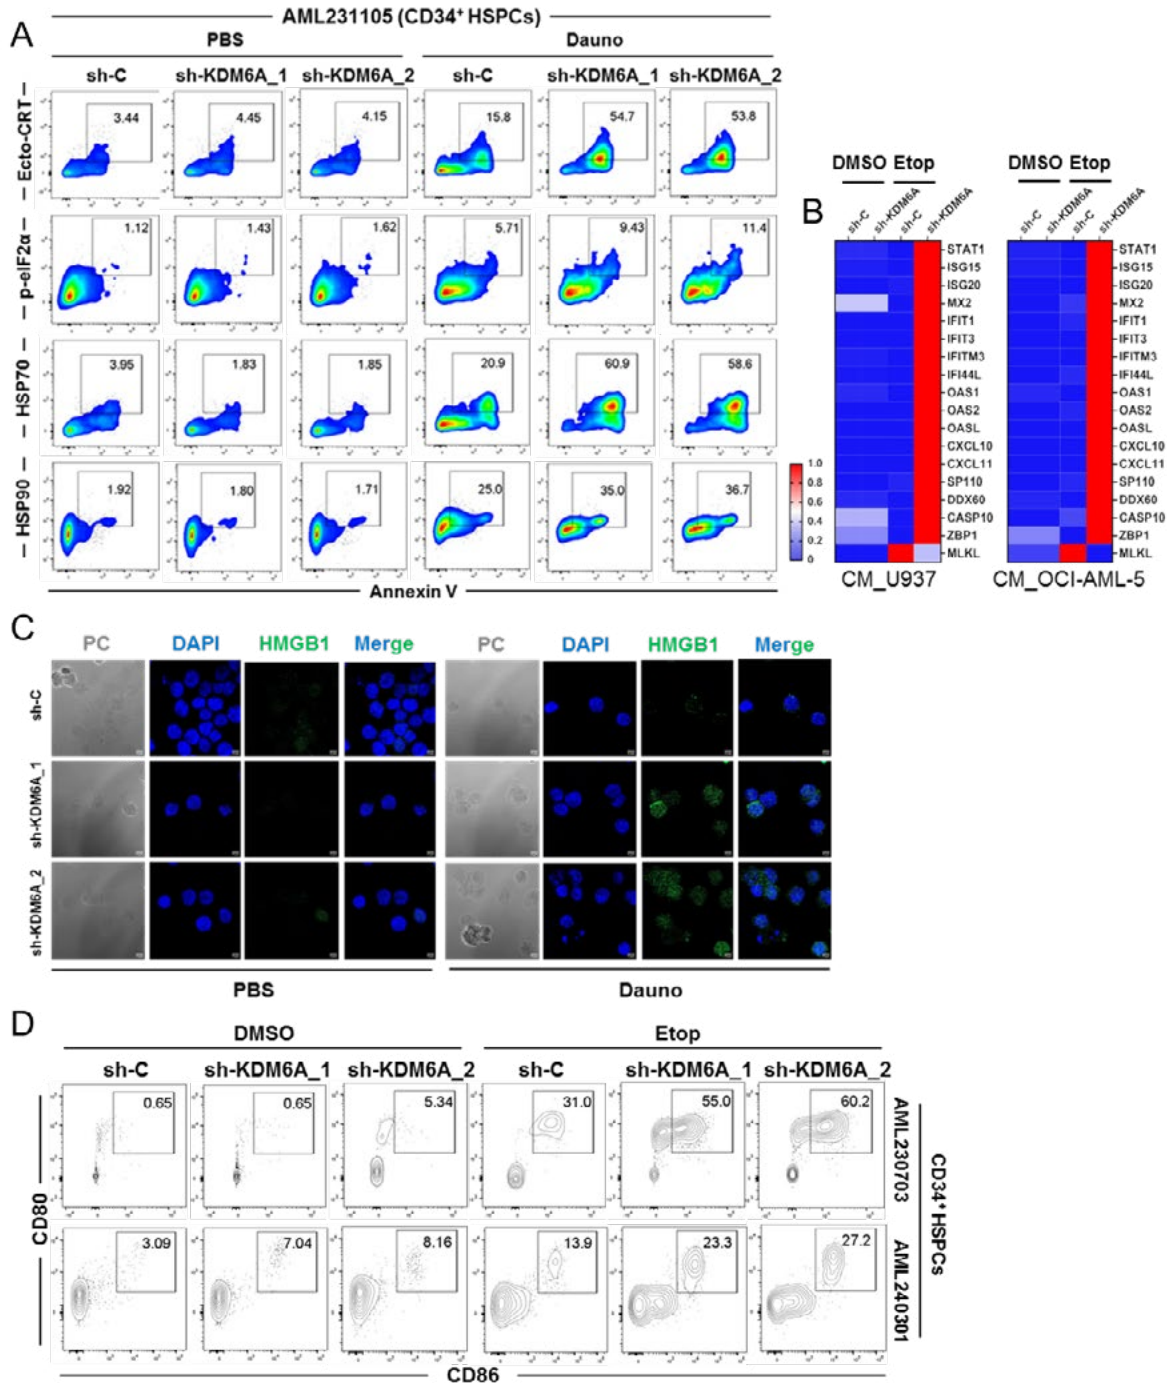 A
AML231105 (CD34+ HSPCs)
PBS Dauno
sh-C sh-KDM6A_1 sh-KDM6A_2 sh-C sh-KDM6A_1 sh-KDM6A_2
Ecto-CRT
3.44 4.45 4.15 15.8 54.7 53.8
p-eIF2α
1.12 1.43 1.62 5.71 9.43 11.4
HSP70
3.95 1.83 1.85 20.9 60.9 58.6
HSP90
1.92 1.80 1.71 25.0 35.0 36.7
Annexin V
B
DMSO Etop DMSO Etop
sh-C sh-KDM6A sh-C sh-KDM6A sh-C sh-KDM6A sh-C sh-KDM6A
STAT1 STAT1
ISG15 ISG15
ISG20 ISG20
MX2 MX2
IFIT1 IFIT1
IFIT3 IFIT3
IFITM3 IFITM3
IFI44L IFI44L
OAS1 OAS1
OAS2 OAS2
OASL OASL
CXCL10 CXCL10
CXCL11 CXCL11
SP110 SP110
DDX60 DDX60
CASP10 CASP10
ZBP1 ZBP1
MLKL MLKL
1.0
0.8
0.6
0.4
0.2
0
CM_U937 CM_OCI-AML-5
C
PC DAPI HMGB1 Merge PC DAPI HMGB1 Merge
sh-C
sh-KDM6A_1
sh-KDM6A_2
PBS Dauno
D
DMSO Etop
sh-C sh-KDM6A_1 sh-KDM6A_2 sh-C sh-KDM6A_1 sh-KDM6A_2
0.65 0.65 5.34 31.0 55.0 60.2
AML230703
3.09 7.04 8.16 13.9 23.3 27.2
AML240301
CD34+ HSPCs
CD80
CD86